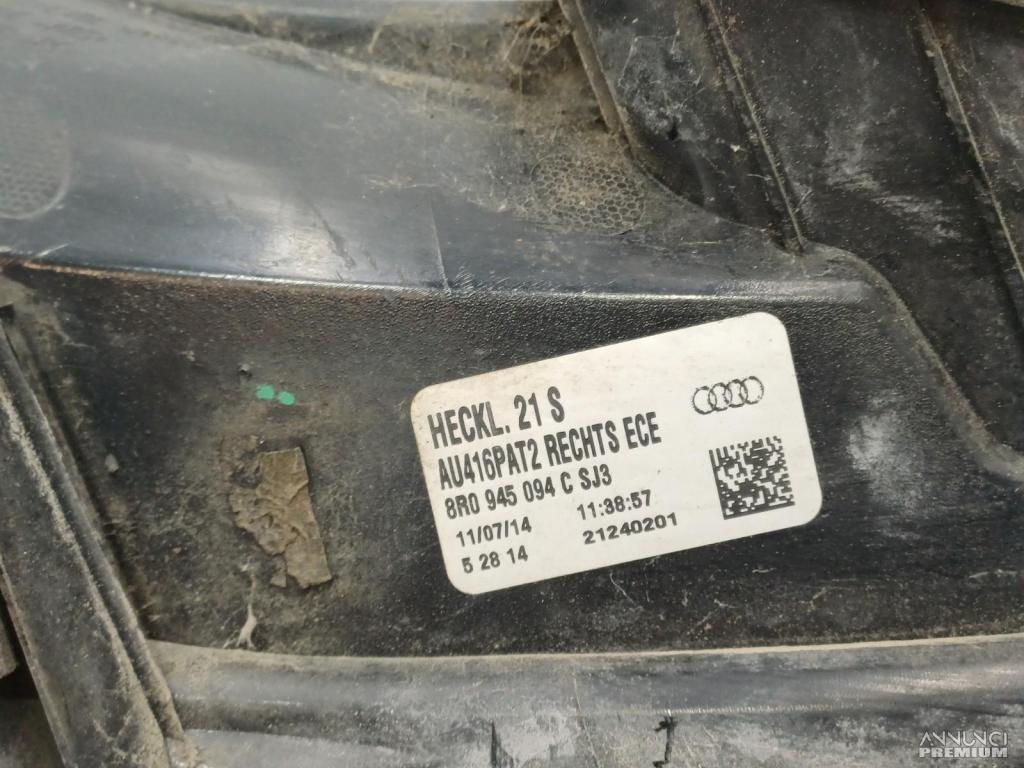 HECKL. 21 S
AU416PAT2 RECHTS ECE
8R0 945 094 C SJ3
11/07/14 11:38:57
5 28 14 21240201
ANNUNCI
PREMIUM